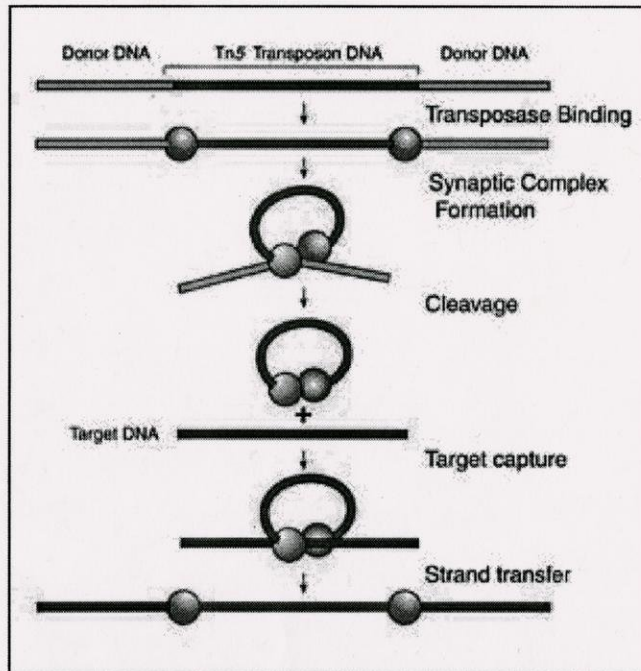 Donor DNA Tn5 Transposon DNA Donor DNA
Transposase Binding
Synaptic Complex
Formation
Cleavage
+
Target DNA
Target capture
Strand transfer